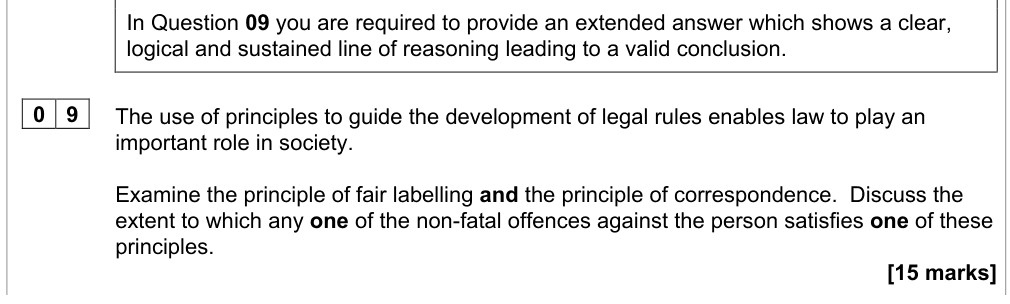 In Question 09 you are required to provide an extended answer which shows a clear,
logical and sustained line of reasoning leading to a valid conclusion.
0 9 The use of principles to guide the development of legal rules enables law to play an
important role in society.
Examine the principle of fair labelling and the principle of correspondence. Discuss the
extent to which any one of the non-fatal offences against the person satisfies one of these
principles.
[15 marks]